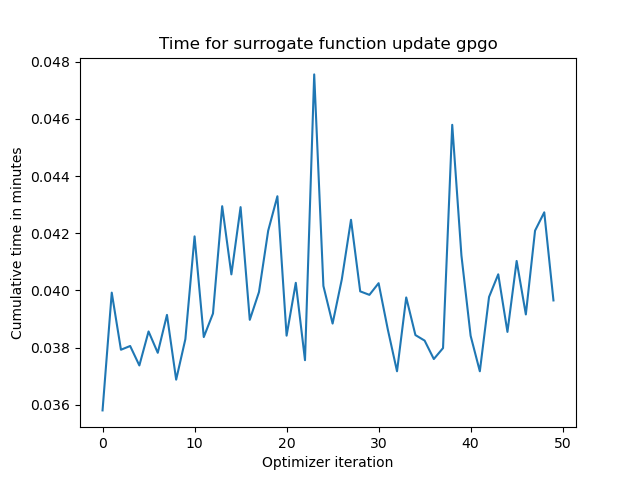 Time for surrogate function update gpgo
Cumulative time in minutes
0.048
0.046
0.044
0.042
0.040
0.038
0.036
0 10 20 30 40 50
Optimizer iteration